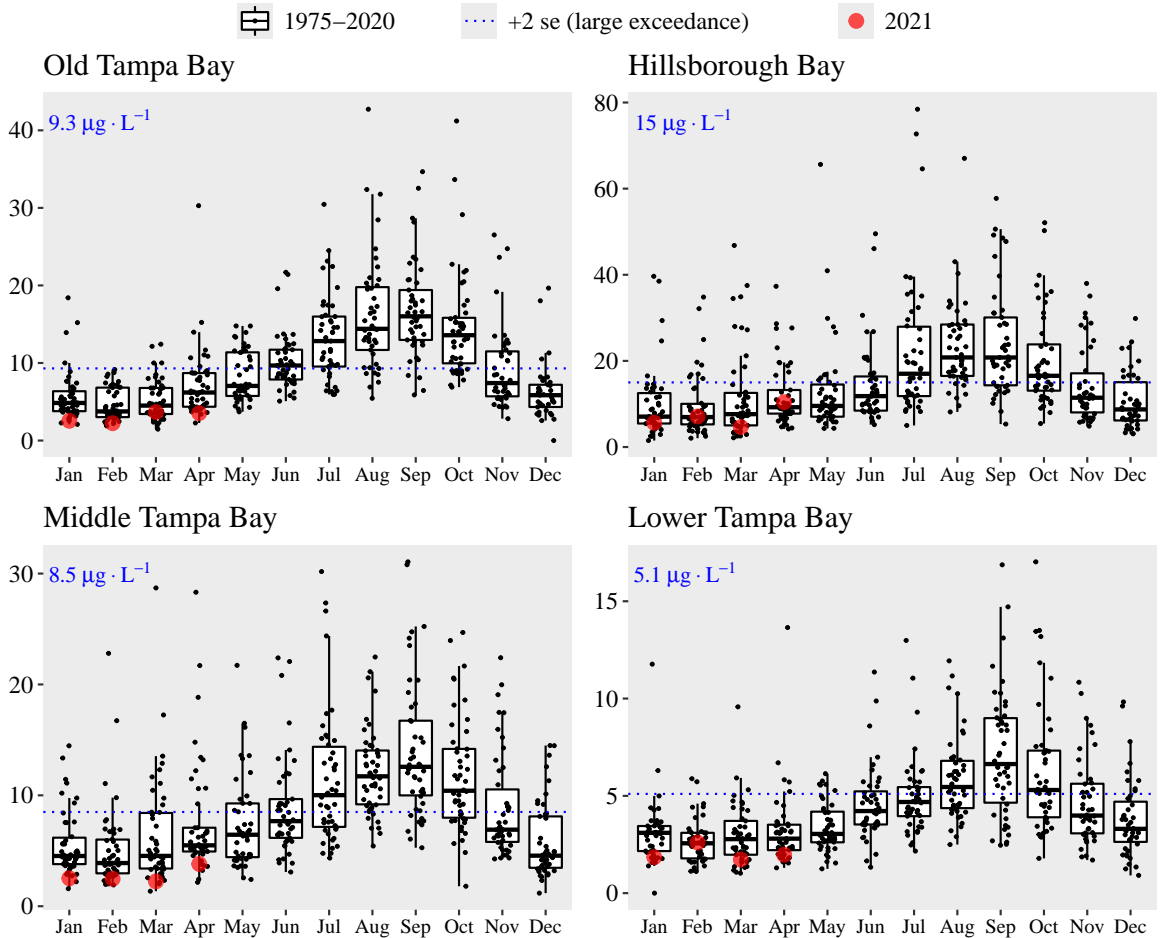 1975−2020 +2 se (large exceedance) 2021
Old Tampa Bay
9.3 μg · L−1
40
30
20
10
0
Jan Feb Mar Apr May Jun Jul Aug Sep Oct Nov Dec
Hillsborough Bay
15 μg · L−1
80
60
40
20
0
Jan Feb Mar Apr May Jun Jul Aug Sep Oct Nov Dec
Middle Tampa Bay
8.5 μg · L−1
30
20
10
0
Jan Feb Mar Apr May Jun Jul Aug Sep Oct Nov Dec
Lower Tampa Bay
5.1 μg · L−1
15
10
5
0
Jan Feb Mar Apr May Jun Jul Aug Sep Oct Nov Dec